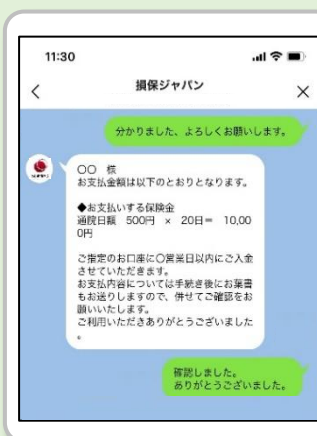 11:30
損保ジャパン
分かりました、よろしくお願いします。
〇〇 様
お支払金額は以下のとおりとなります。
◆お支払いする保険金
通院日額 500円 × 20日= 10,00
0円
ご指定のお口座に〇営業日以内にご入金
させていただきます。
お支払内容については手続き後にお葉書
もお送りしますので、併せてご確認をお
願いいたします。
ご利用いただきありがとうございました
。
確認しました。
ありがとうございました。